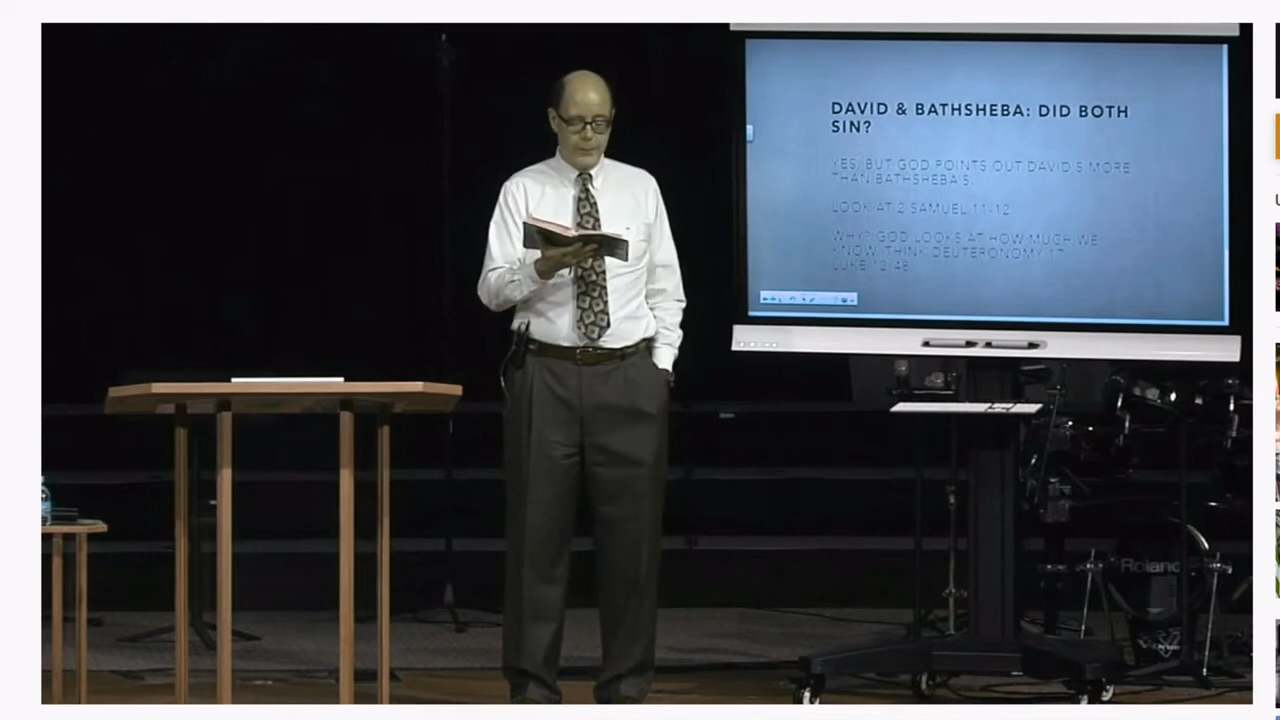 DAVID & BATHSHEBA: DID BOTH
SIN?
YES, BUT GOD POINTS OUT DAVID'S MORE
THAN BATHSHEBA'S.
LOOK AT 2 SAMUEL 11-12
WHY? GOD LOOKS AT HOW MUCH WE
KNOW. THINK DEUTERONOMY 17
LUKE 12:48
Roland